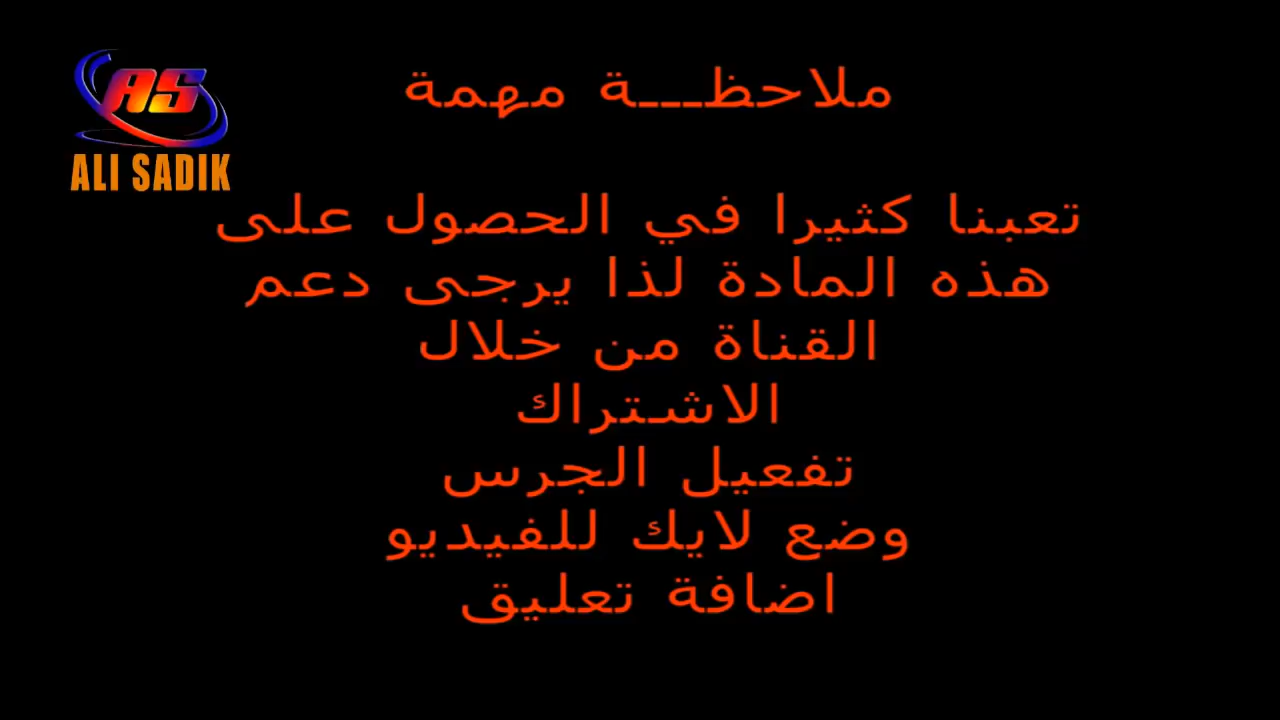 AS
ALI SADIK
ملاحظـــة مهمة
تعبنا كثيرا في الحصول على
هذه المادة لذا يرجى دعم
القناة من خلال
الاشـتراك
تفعيل الجرس
وضع لايك للفيديو
اضافة تعليق